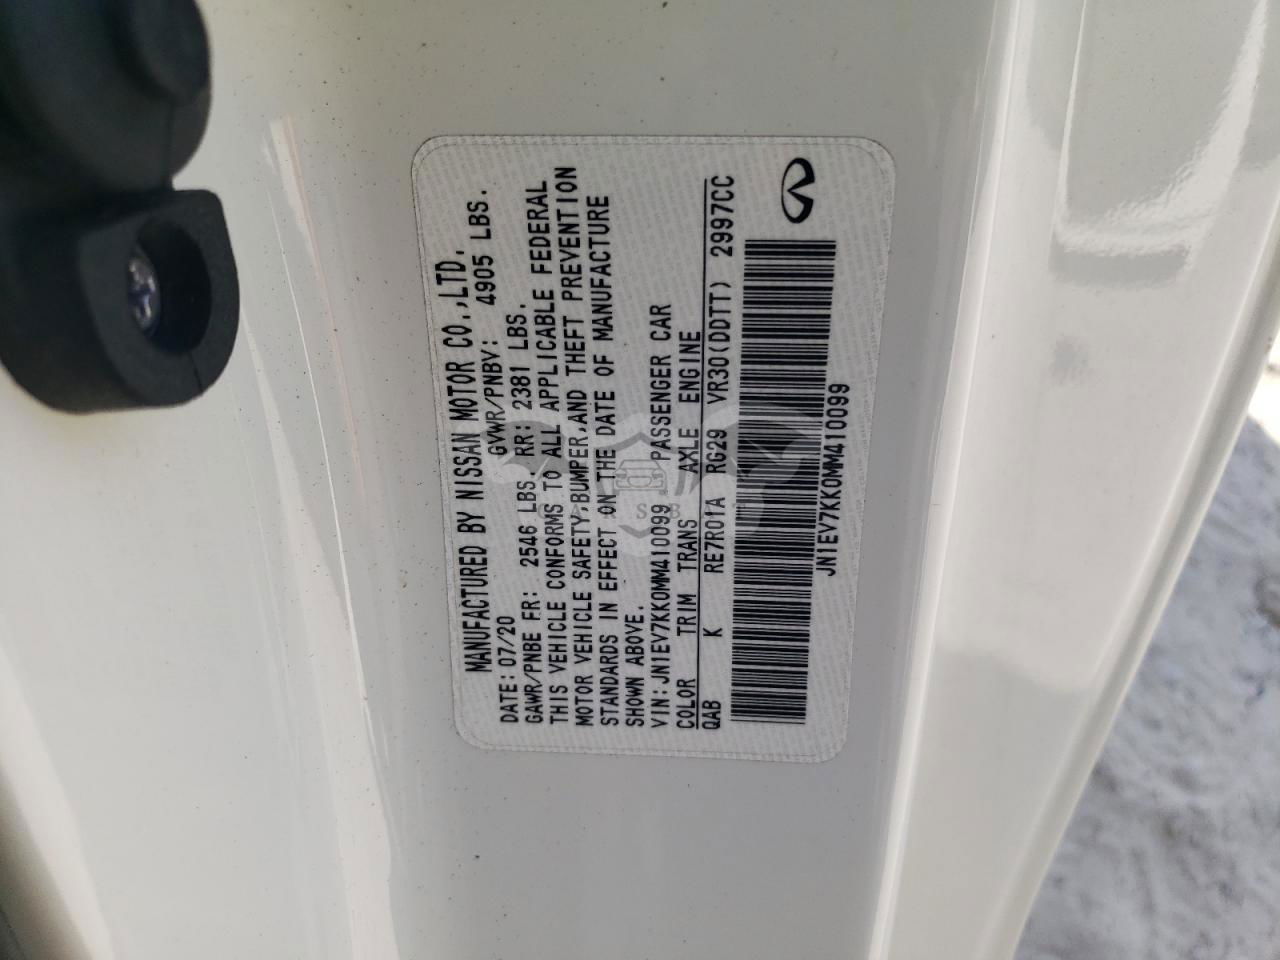 MANUFACTURED BY NISSAN MOTOR CO.,LTD.
DATE: 07/20 GVWR/PNBV: 4905 LBS.
GAWR/PNBE FR: 2546 LBS. RR: 2381 LBS.
THIS VEHICLE CONFORMS TO ALL APPLICABLE FEDERAL
MOTOR VEHICLE SAFETY,BUMPER,AND THEFT PREVENTION
STANDARDS IN EFFECT ON THE DATE OF MANUFACTURE
SHOWN ABOVE.
VIN: JN1EV7KK0MM410099 PASSENGER CAR
COLOR TRIM TRANS AXLE ENGINE
QAB K RE7R01A RG29 VR30(DDTT) 2997CC
JN1EV7KK0MM410099